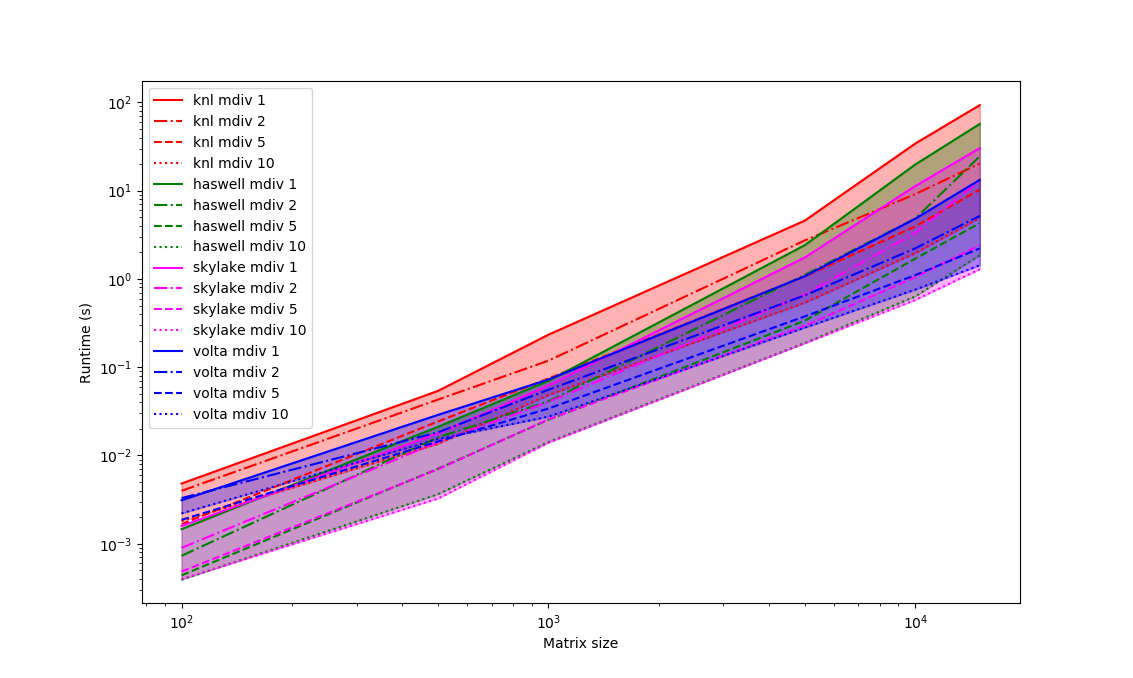 10²
10¹
10⁰
10⁻¹
10⁻²
10⁻³
Runtime (s)
knl mdiv 1
knl mdiv 2
knl mdiv 5
knl mdiv 10
haswell mdiv 1
haswell mdiv 2
haswell mdiv 5
haswell mdiv 10
skylake mdiv 1
skylake mdiv 2
skylake mdiv 5
skylake mdiv 10
volta mdiv 1
volta mdiv 2
volta mdiv 5
volta mdiv 10
10² 10³ 10⁴
Matrix size